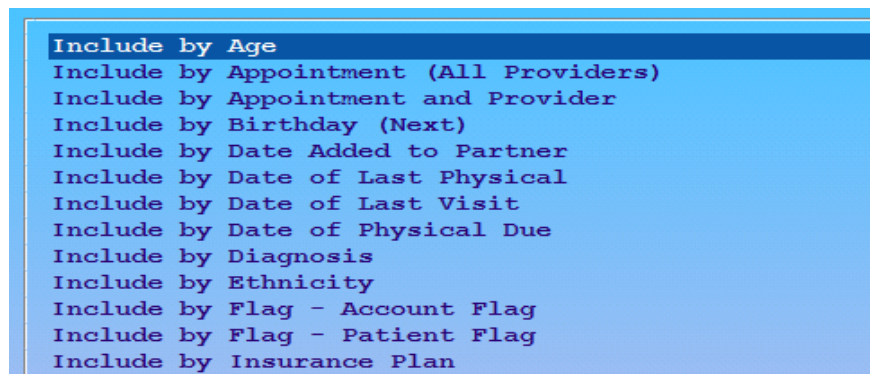 Include by Age
Include by Appointment (All Providers)
Include by Appointment and Provider
Include by Birthday (Next)
Include by Date Added to Partner
Include by Date of Last Physical
Include by Date of Last Visit
Include by Date of Physical Due
Include by Diagnosis
Include by Ethnicity
Include by Flag - Account Flag
Include by Flag - Patient Flag
Include by Insurance Plan